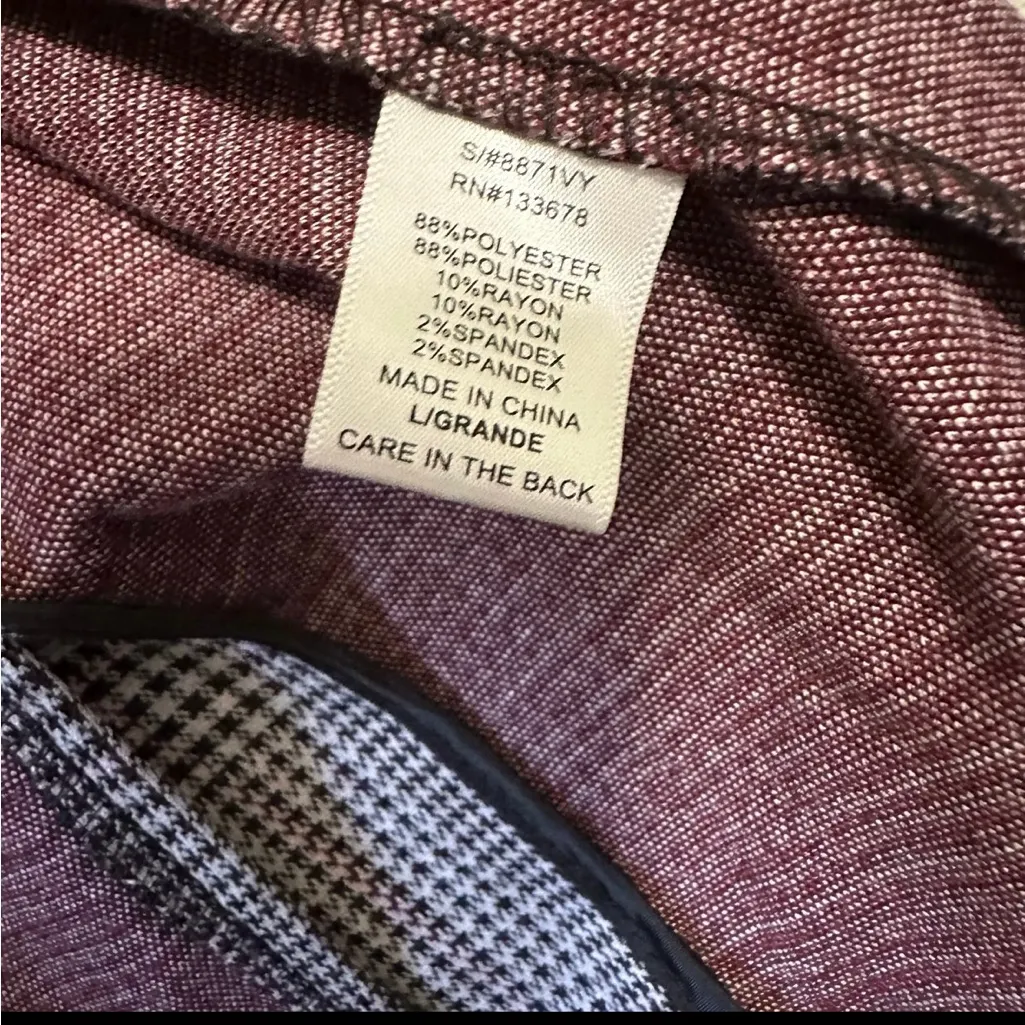 S/#8871VY
RN#133678
88%POLYESTER
88%POLIESTER
10%RAYON
10%RAYON
2%SPANDEX
2%SPANDEX
MADE IN CHINA
L/GRANDE
CARE IN THE BACK